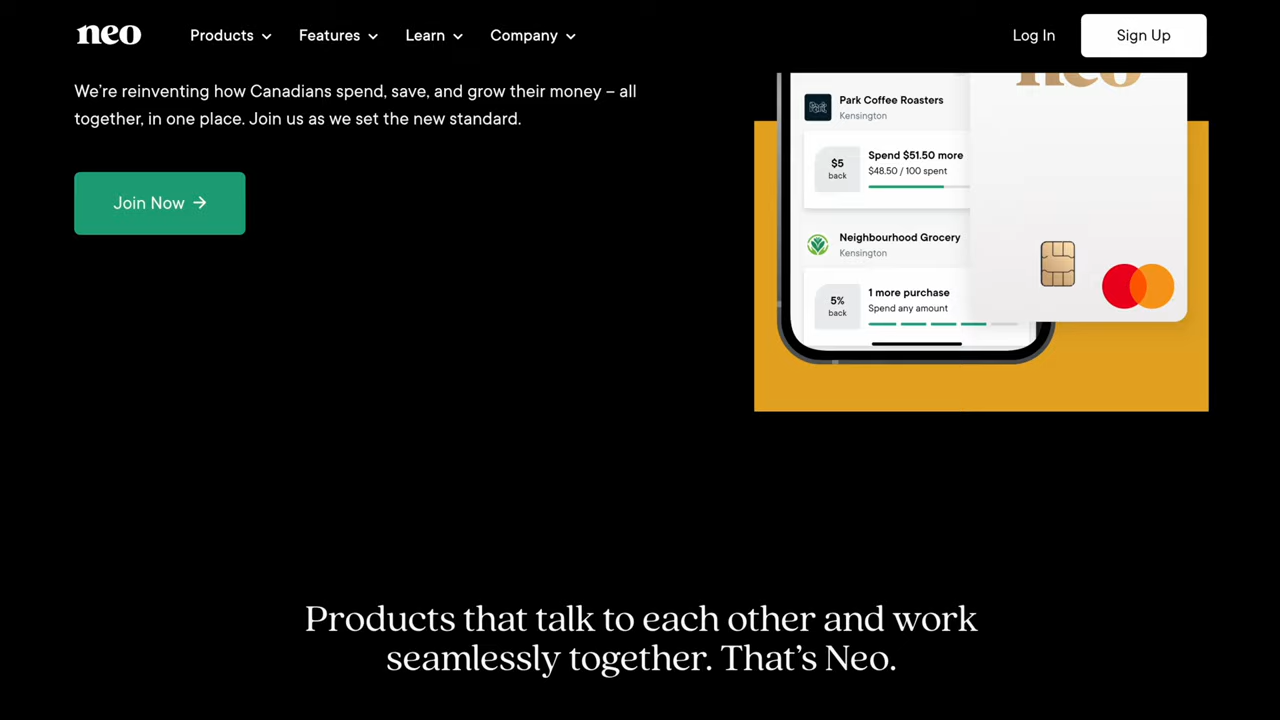 neo
Products
Features
Learn
Company
Log In
Sign Up
We're reinventing how Canadians spend, save, and grow their money – all
together, in one place. Join us as we set the new standard.
Join Now →
neo
Park Coffee Roasters
Kensington
$5
back
Spend $51.50 more
$48.50 / 100 spent
Neighbourhood Grocery
Kensington
5%
back
1 more purchase
Spend any amount
Products that talk to each other and work
seamlessly together. That's Neo.